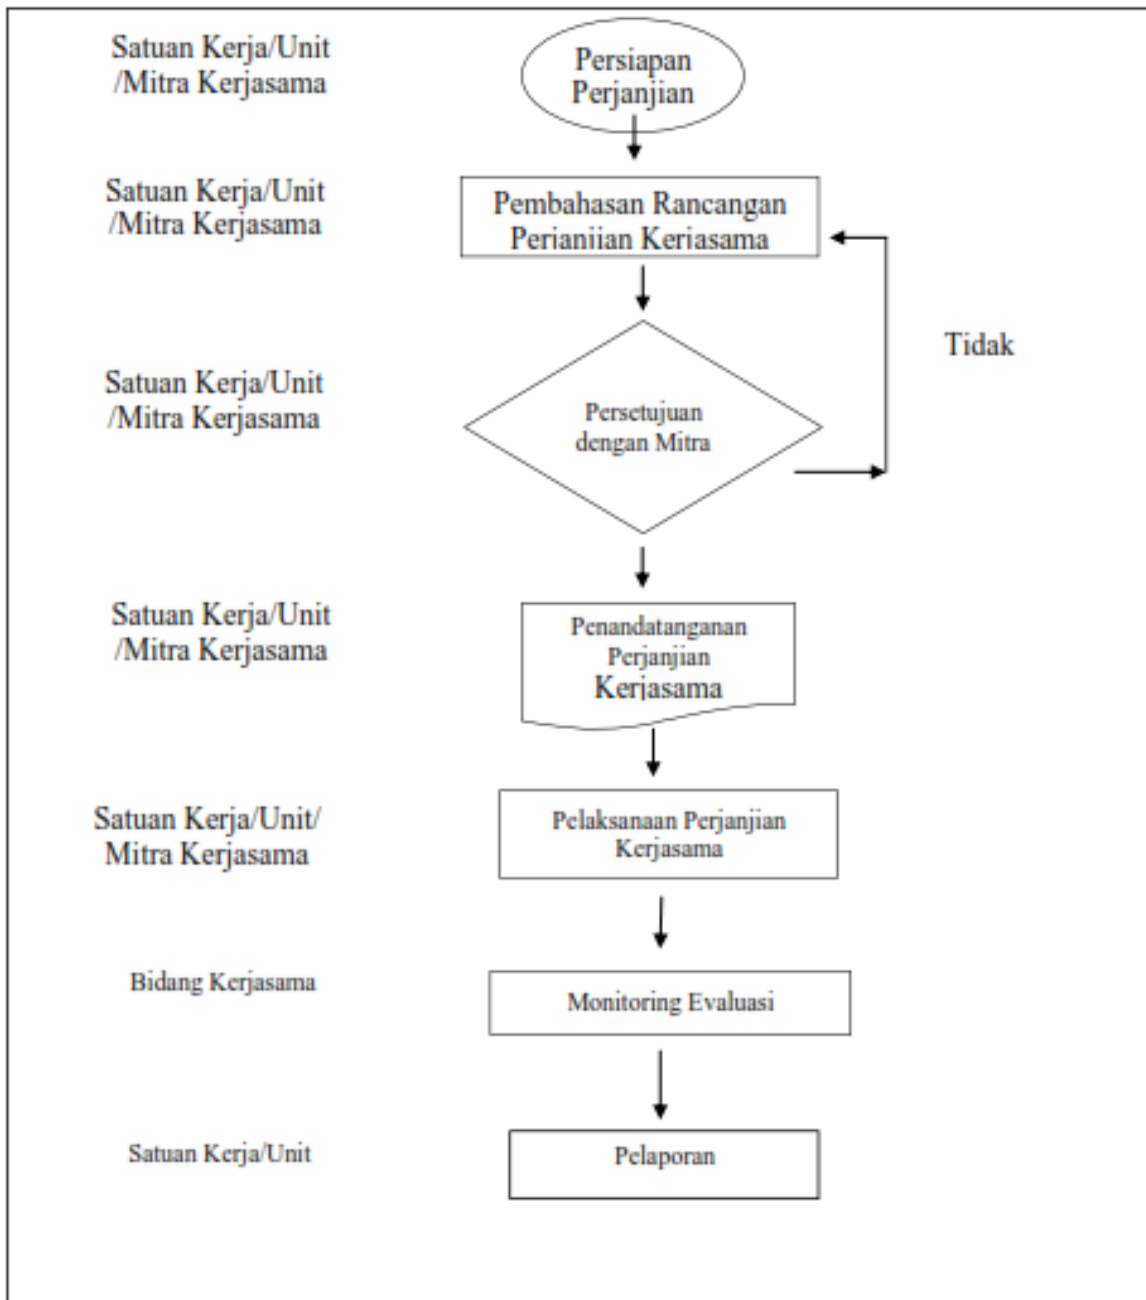 Satuan Kerja/Unit
/Mitra Kerjasama
Persiapan
Perjanjian
Satuan Kerja/Unit
/Mitra Kerjasama
Pembahasan Rancangan
Perianiian Keriasama
Tidak
Satuan Kerja/Unit
/Mitra Kerjasama
Persetujuan
dengan Mitra
Satuan Kerja/Unit
/Mitra Kerjasama
Penandatanganan
Perjanjian
Kerjasama
Satuan Kerja/Unit/
Mitra Kerjasama
Pelaksanaan Perjanjian
Kerjasama
Bidang Kerjasama
Monitoring Evaluasi
Satuan Kerja/Unit
Pelaporan